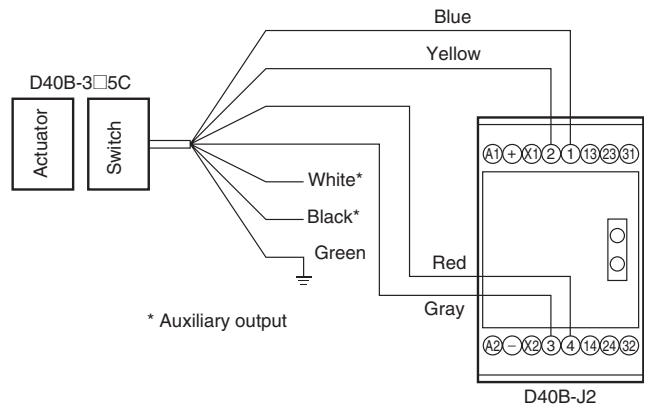 Blue
Yellow
D40B-3□5C
Actuator
Switch
A1 + X1 2 1 13 23 31
White*
Black*
Green
Red
Gray
* Auxiliary output
A2 − X2 3 4 14 24 32
D40B-J2